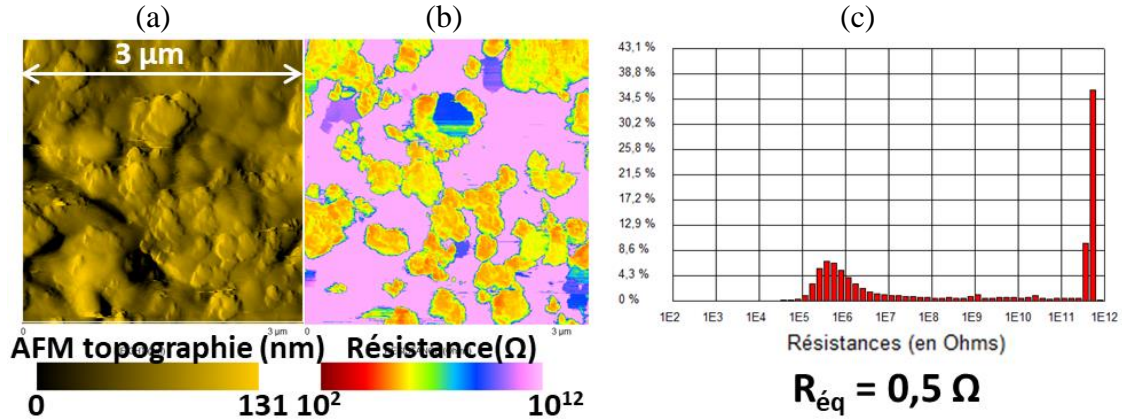 (a) (b) (c)
3 µm
43,1 %
38,8 %
34,5 %
30,2 %
25,8 %
21,5 %
17,2 %
12,9 %
8,6 %
4,3 %
0 %
1E2 1E3 1E4 1E5 1E6 1E7 1E8 1E9 1E10 1E11 1E12
Résistances (en Ohms)
0 3 µm 3 µm
AFM topographie (nm) Résistance(Ω)
0 131 10² 10¹²
Réq = 0,5 Ω